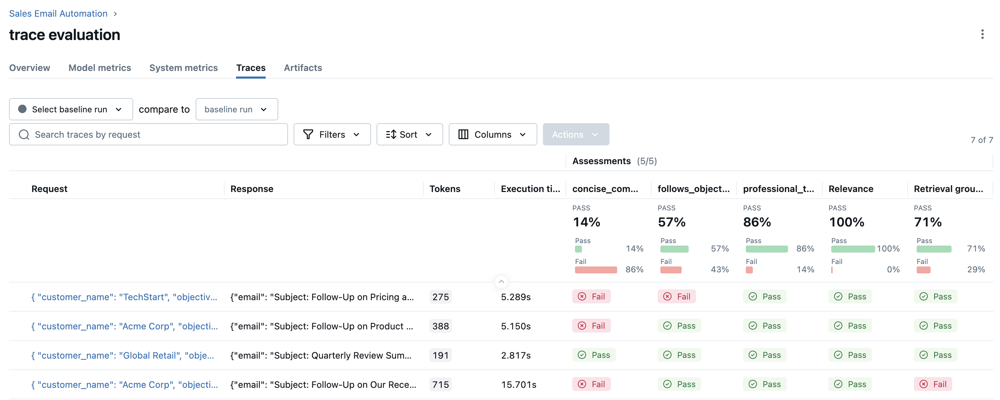 Sales Email Automation
trace evaluation
Overview Model metrics System metrics Traces Artifacts
Select baseline run compare to baseline run
Search traces by request Filters Sort Columns Actions
7 of 7
Assessments (5/5)
Request Response Tokens Execution ti... concise_com... follows_object... professional_t... Relevance Retrieval grou...
PASS PASS PASS PASS PASS
14% 57% 86% 100% 71%
Pass Pass Pass Pass Pass
14% 57% 86% 100% 71%
Fail Fail Fail Fail Fail
86% 43% 14% 0% 29%
{ "customer_name": "TechStart", "objectiv... {"email": "Subject: Follow-Up on Pricing a... 275 5.289s Fail Fail Pass Pass Pass
{ "customer_name": "Acme Corp", "objecti... {"email": "Subject: Follow-Up on Product ... 388 5.150s Fail Pass Pass Pass Pass
{ "customer_name": "Global Retail", "obje... {"email": "Subject: Quarterly Review Sum... 191 2.817s Pass Pass Pass Pass Pass
{ "customer_name": "Acme Corp", "objecti... {"email": "Subject: Follow-Up on Our Rece... 715 15.701s Fail Pass Pass Pass Fail